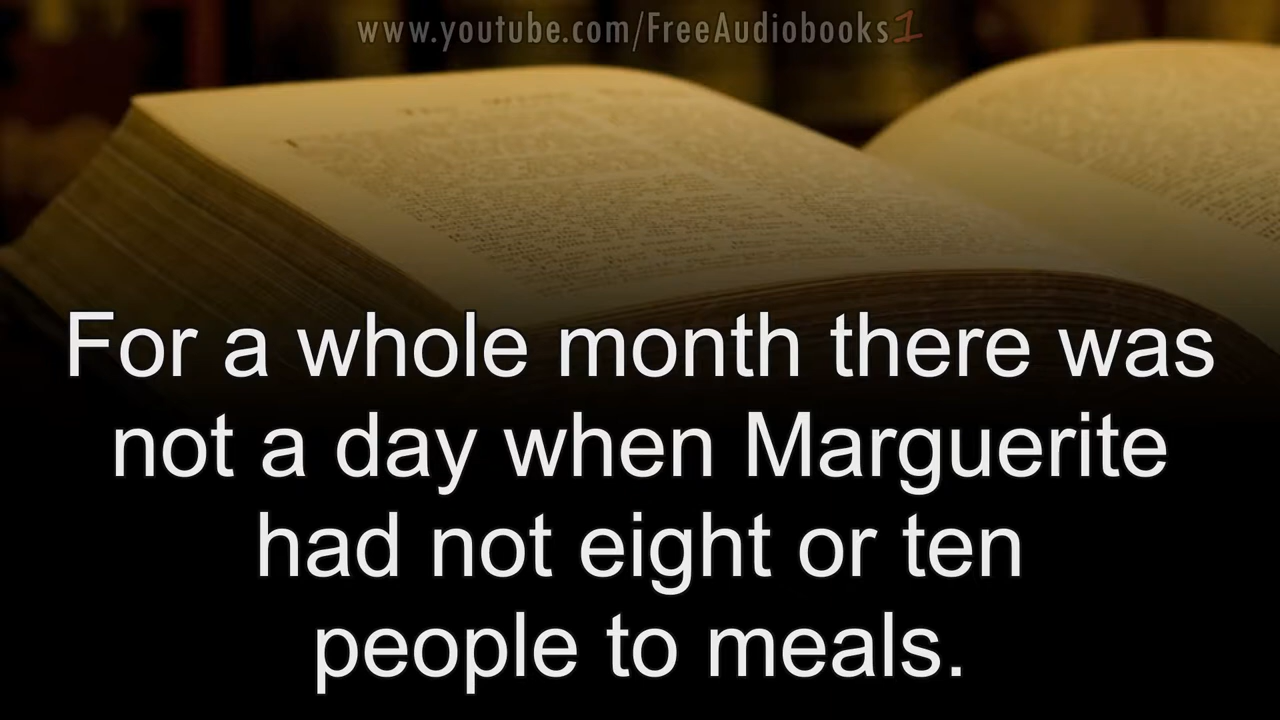 www.youtube.com/FreeAudiobooks1
For a whole month there was
not a day when Marguerite
had not eight or ten
people to meals.